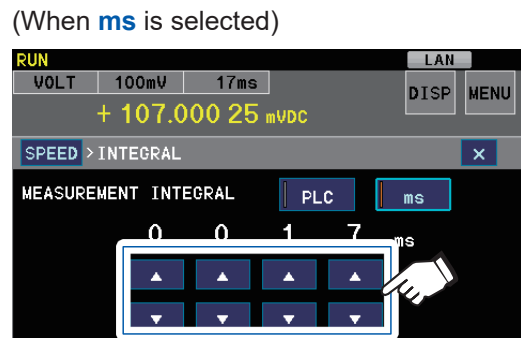 (When ms is selected)
RUN LAN
VOLT 100mV 17ms DISP MENU
+ 107.000 25 mVDC
SPEED > INTEGRAL ×
MEASUREMENT INTEGRAL PLC ms
0 0 1 7 ms